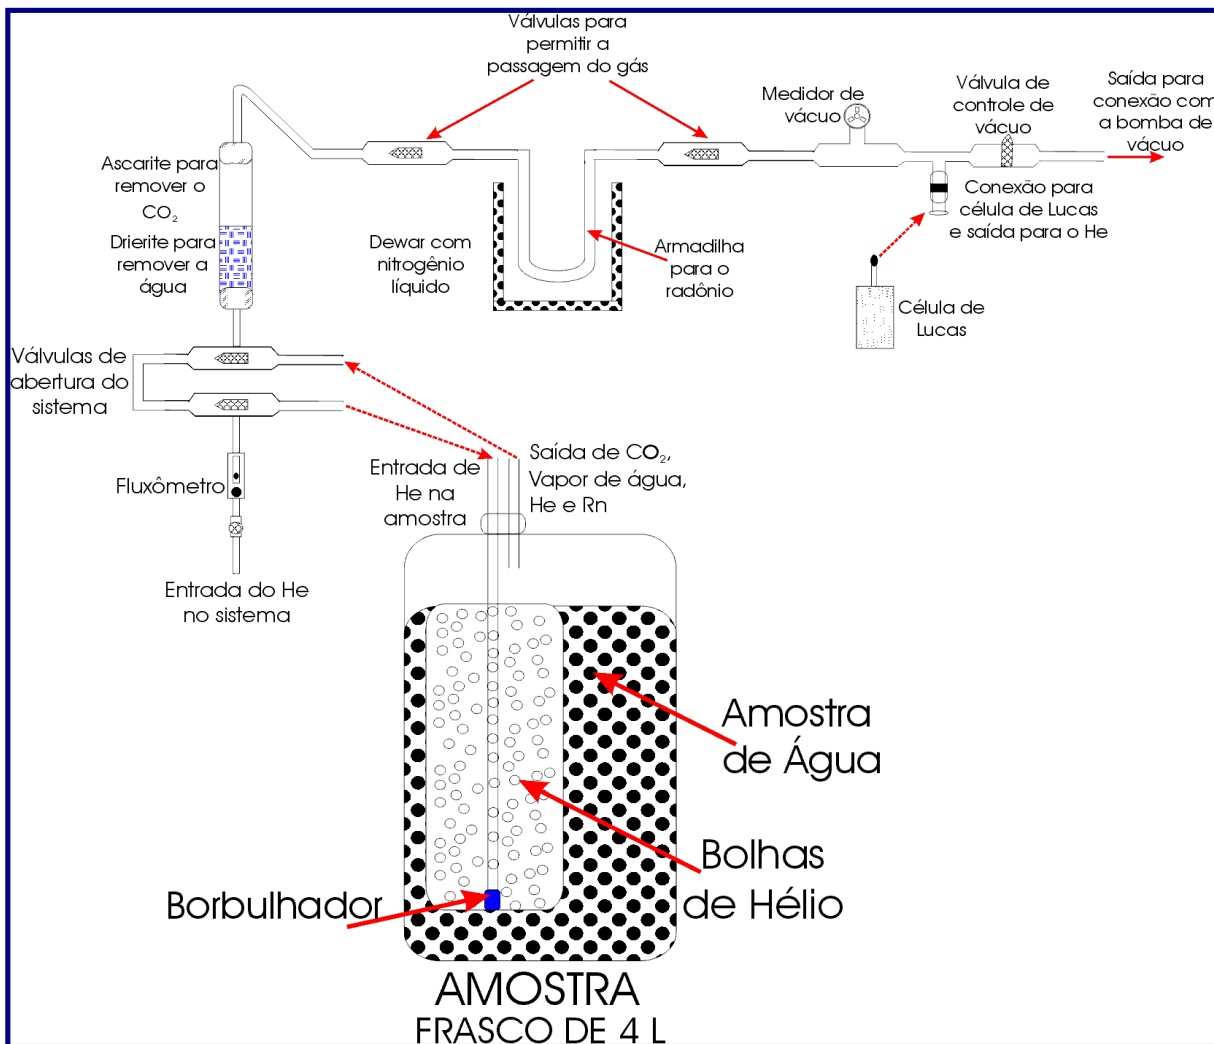 Válvulas para
permitir a
passagem do gás
Medidor de
vácuo
Válvula de
controle de
vácuo
Saída para
conexão com
a bomba de
vácuo
Ascarite para
remover o
CO₂
Drierite para
remover a
água
Dewar com
nitrogênio
líquido
Armadilha
para o
radônio
Conexão para
célula de Lucas
e saída para o He
Célula de
Lucas
Válvulas de
abertura do
sistema
Fluxômetro
Entrada do He
no sistema
Entrada de
He na
amostra
Saída de CO₂,
Vapor de água,
He e Rn
Amostra
de Água
Bolhas
de Hélio
Borbulhador
AMOSTRA
FRASCO DE 4 L